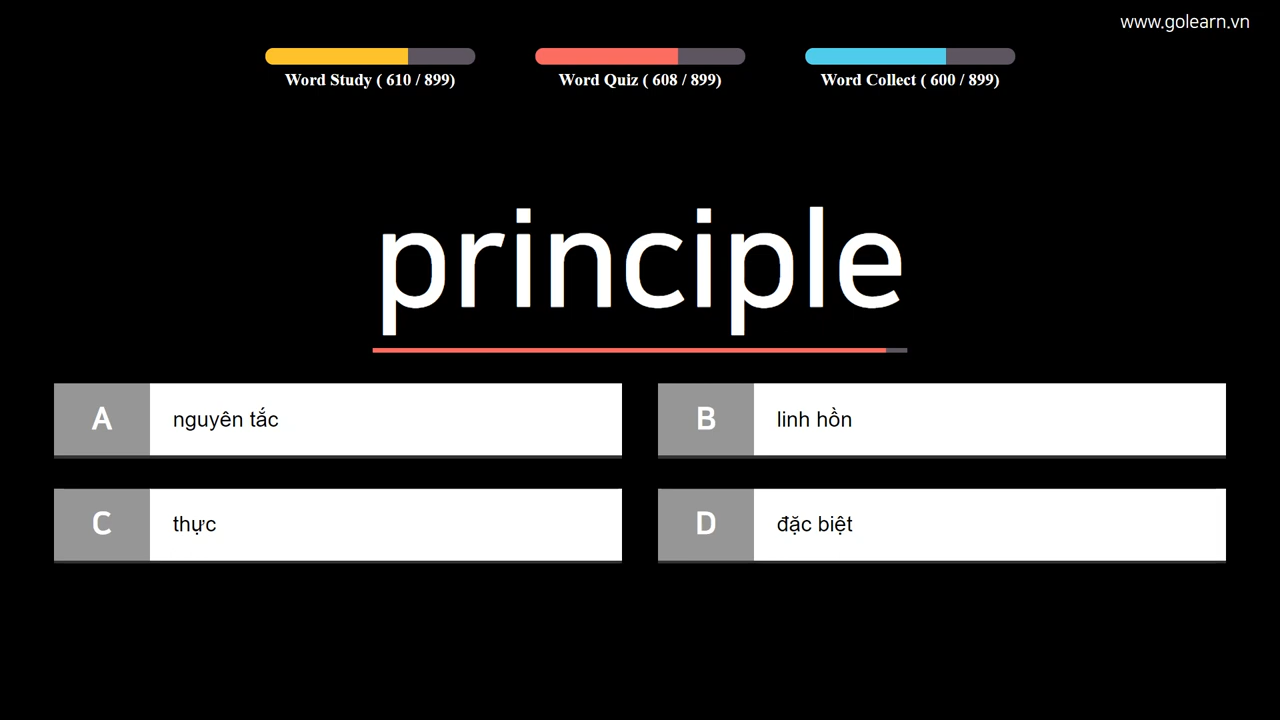 www.golearn.vn
Word Study ( 610 / 899)
Word Quiz ( 608 / 899)
Word Collect ( 600 / 899)
principle
A nguyên tắc
B linh hồn
C thực
D đặc biệt